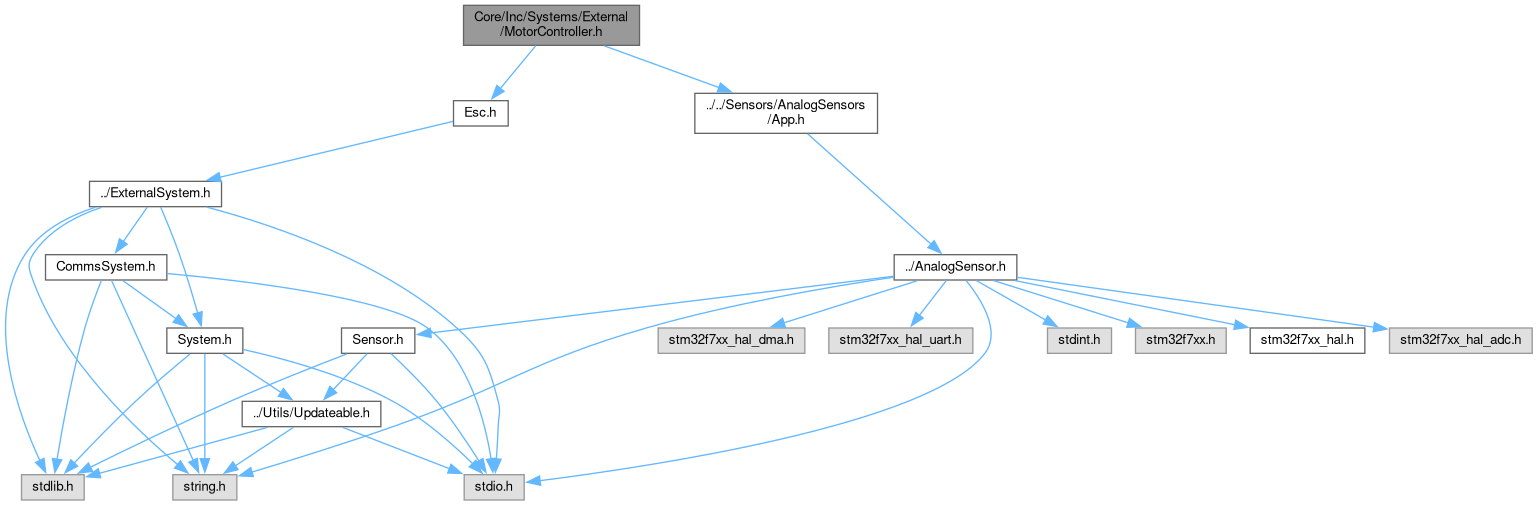 Core/Inc/Systems/External
/MotorController.h
Esc.h
../../Sensors/AnalogSensors
/App.h
../ExternalSystem.h
CommsSystem.h
../AnalogSensor.h
System.h
Sensor.h
stm32f7xx_hal_dma.h
stm32f7xx_hal_uart.h
stdint.h
stm32f7xx.h
stm32f7xx_hal.h
stm32f7xx_hal_adc.h
../Utils/Updateable.h
stdlib.h
string.h
stdio.h